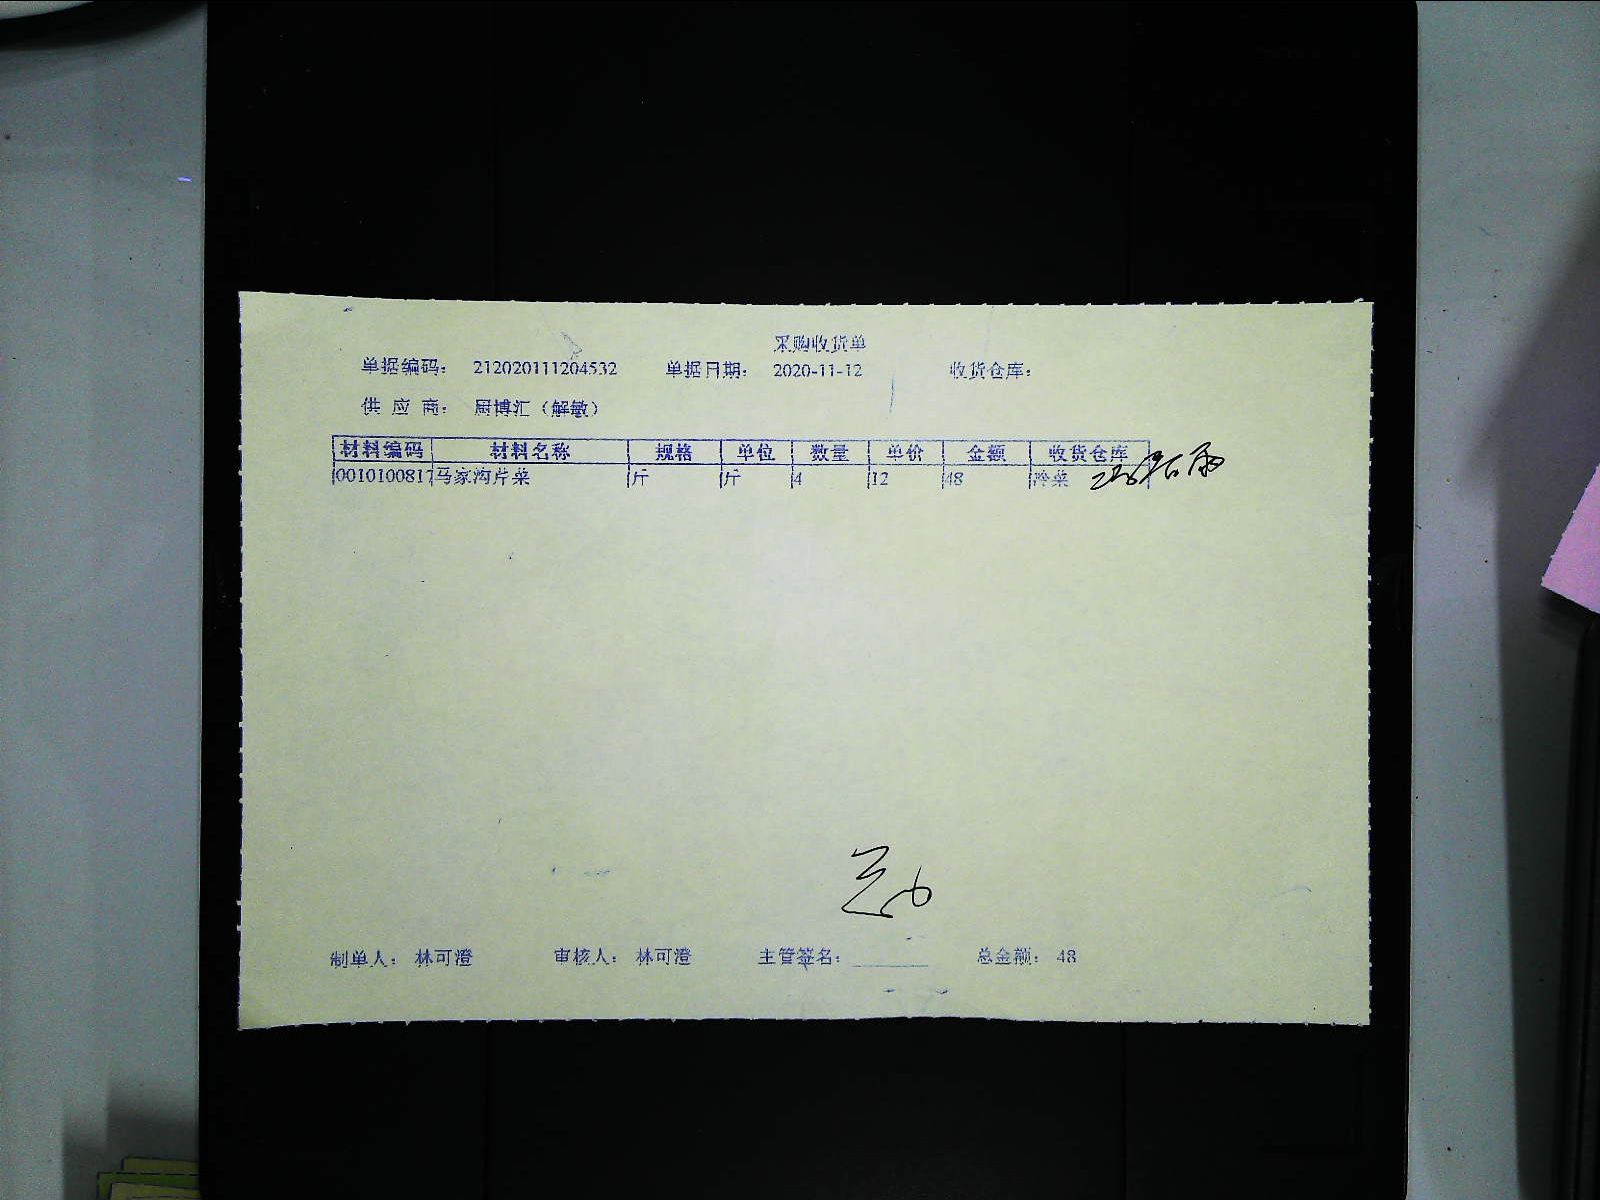 采购收货单
单据编码： 212020111204532 单据日期： 2020-11-12 收货仓库：
供 应 商： 厨博汇（解敏）
材料编码 材料名称 规格 单位 数量 单价 金额 收货仓库
0010100817 马家沟芹菜 斤 斤 4 12 48 冷菜
制单人： 林可澄 审核人： 林可澄 主管签名： 总金额： 48